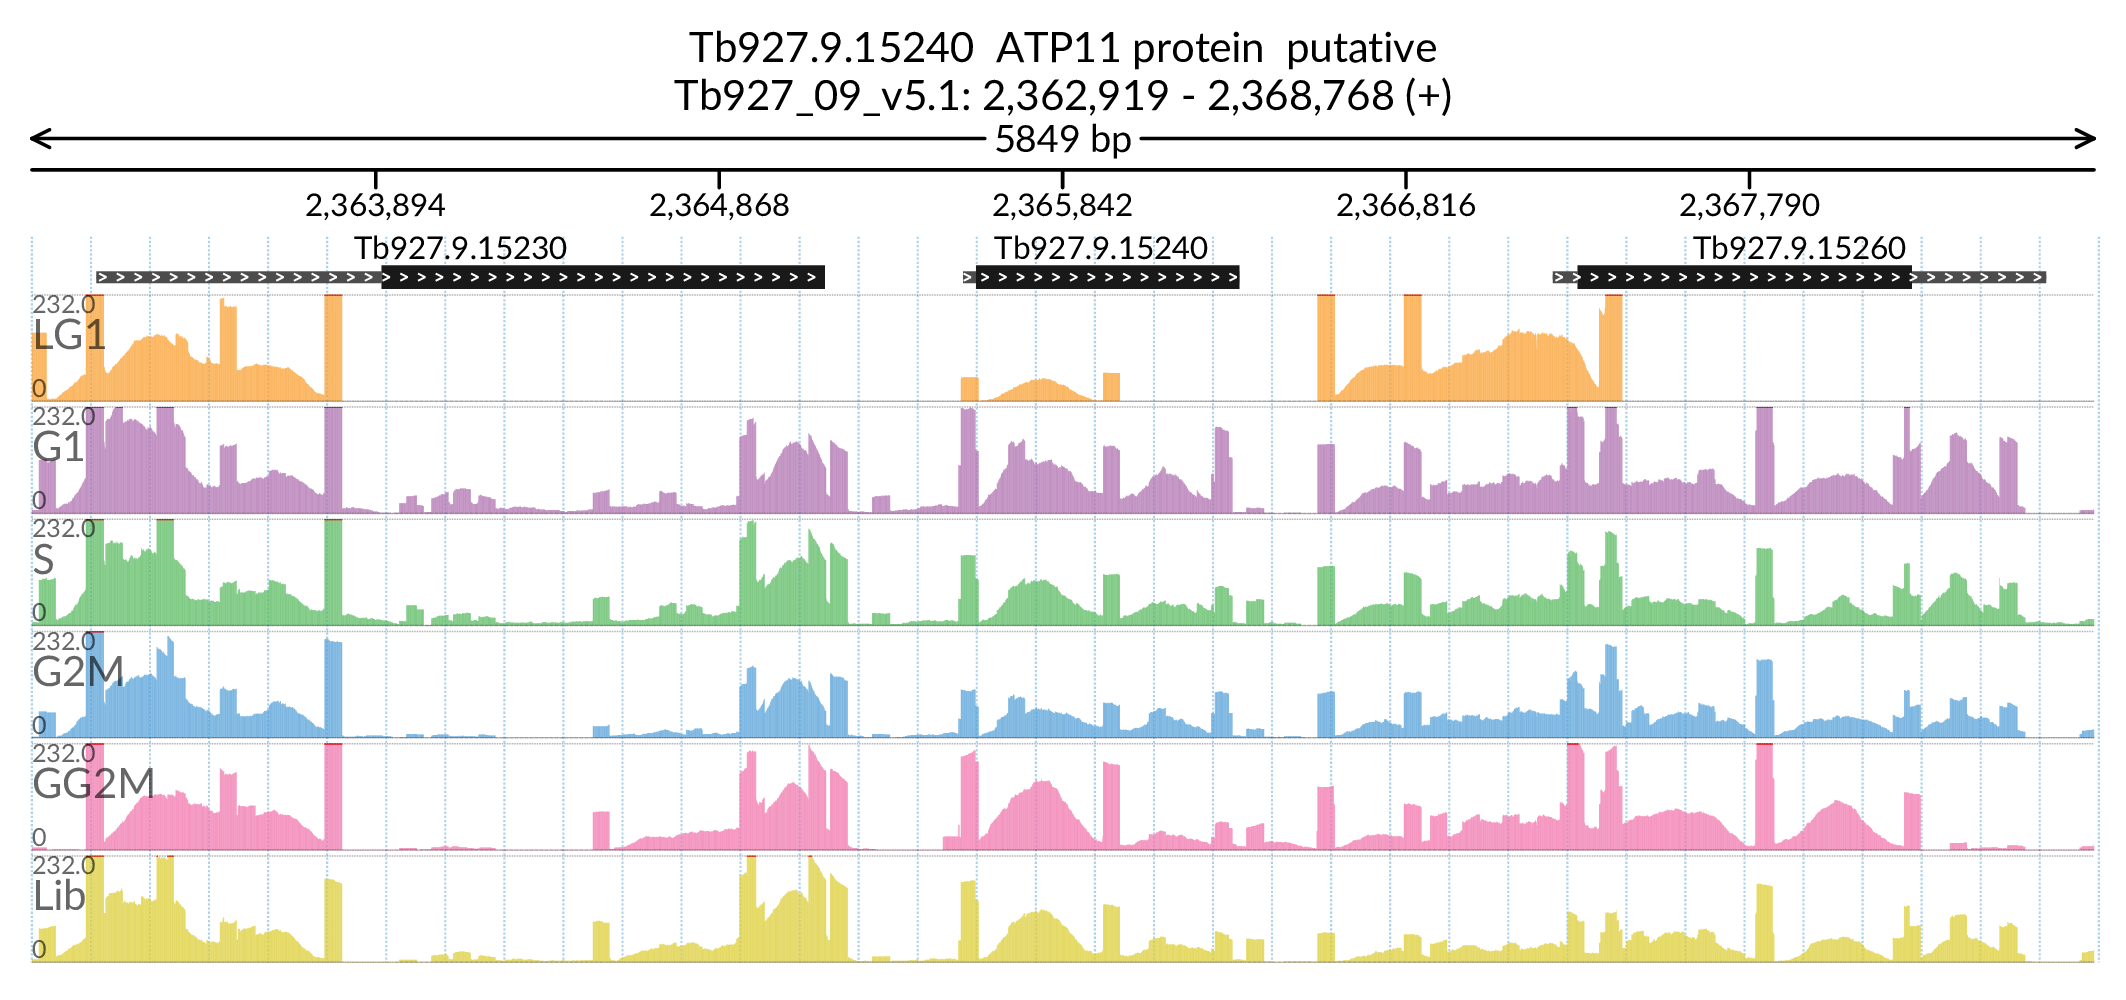 Tb927.9.15240 ATP11 protein putative
Tb927_09_v5.1: 2,362,919 - 2,368,768 (+)
5849 bp
2,363,894 2,364,868 2,365,842 2,366,816 2,367,790
Tb927.9.15230 Tb927.9.15240 Tb927.9.15260
232.0
LG1
0
232.0
G1
0
232.0
S
0
232.0
G2M
0
232.0
GG2M
0
232.0
Lib
0